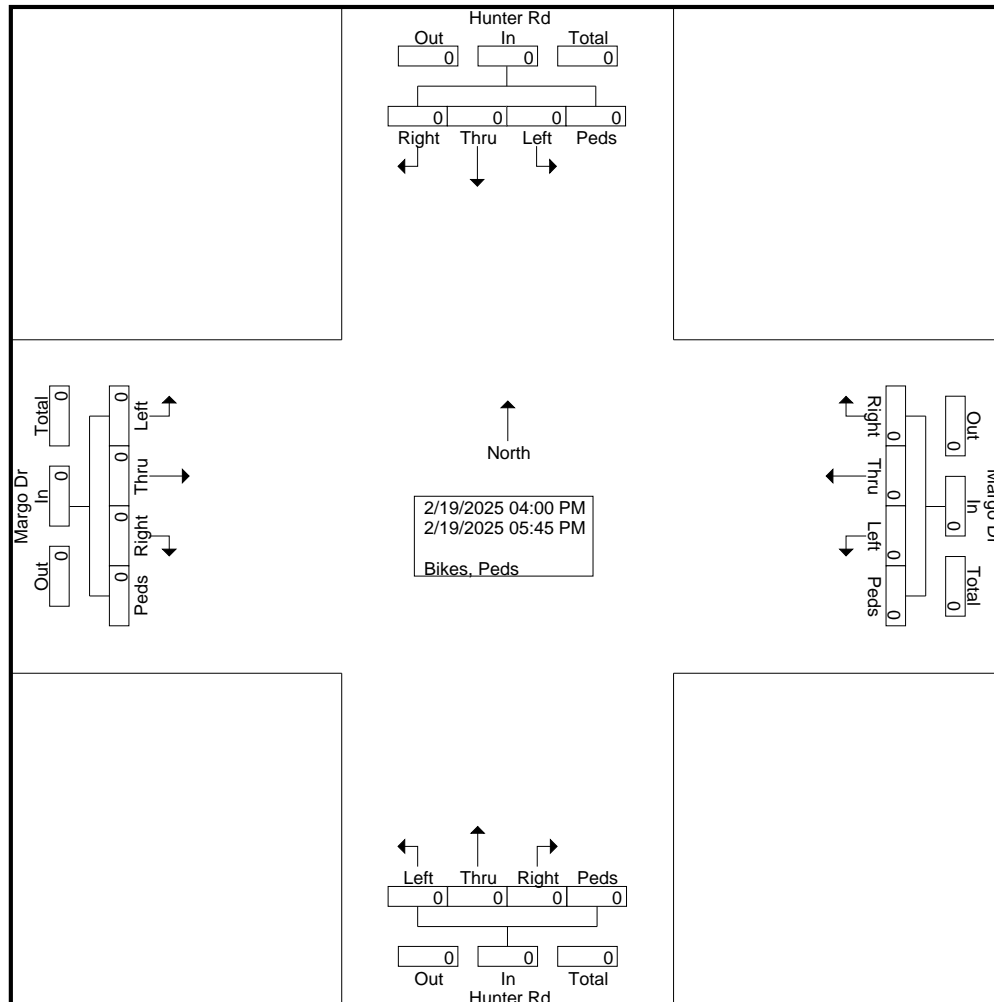 Hunter Rd
Out In Total
0 0 0
0 0 0 0
Right Thru Left Peds
Margo Dr
Total In Out
0 0 0
0 0 0 0
Left Thru Right Peds
North
2/19/2025 04:00 PM
2/19/2025 05:45 PM
Bikes, Peds
Right Thru Left Peds
0 0 0 0
Out In Total
0 0 0
Margo Dr
Left Thru Right Peds
0 0 0 0
0 0 0
Out In Total
Hunter Rd